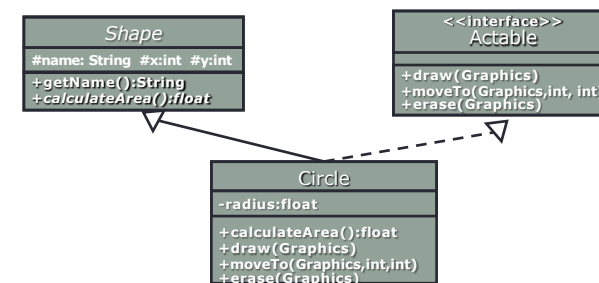 Shape
#name: String #x:int #y:int
+getName():String
+calculateArea():float
<<interface>>
Actable
+draw(Graphics)
+moveTo(Graphics,int, int
+erase(Graphics)
Circle
-radius:float
+calculateArea():float
+draw(Graphics)
+moveTo(Graphics,int,int)
+erase(Graphics)